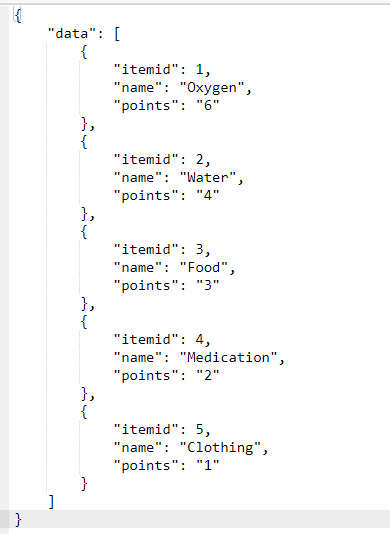 {
    "data": [
        {
            "itemid": 1,
            "name": "Oxygen",
            "points": "6"
        },
        {
            "itemid": 2,
            "name": "Water",
            "points": "4"
        },
        {
            "itemid": 3,
            "name": "Food",
            "points": "3"
        },
        {
            "itemid": 4,
            "name": "Medication",
            "points": "2"
        },
        {
            "itemid": 5,
            "name": "Clothing",
            "points": "1"
        }
    ]
}